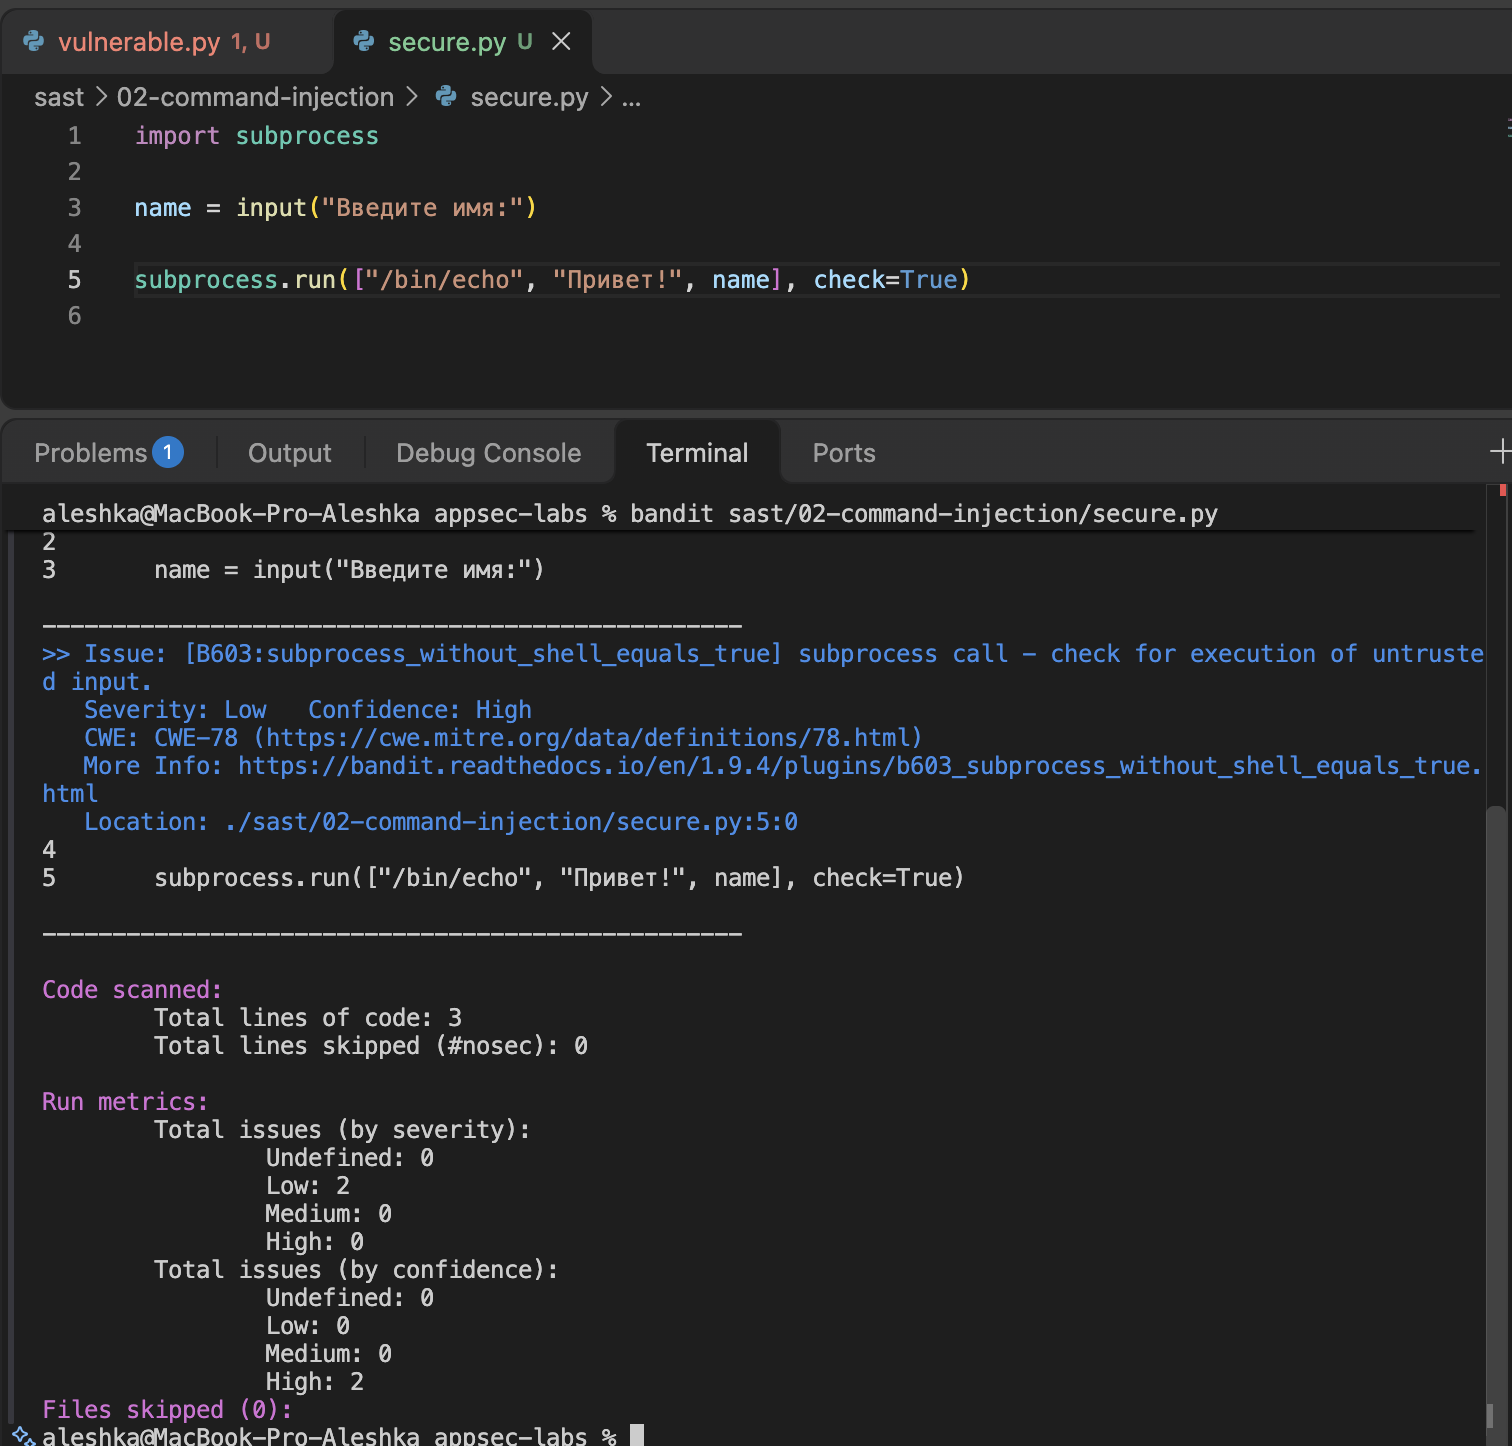 vulnerable.py 1, U
secure.py U
sast > 02-command-injection > secure.py > ...
1 import subprocess
2
3 name = input("Введите имя:")
4
5 subprocess.run(["/bin/echo", "Привет!", name], check=True)
6
Problems 1 Output Debug Console Terminal Ports
aleshka@MacBook-Pro-Aleshka appsec-labs % bandit sast/02-command-injection/secure.py
2
3 name = input("Введите имя:")
--------------------------------------------------
>> Issue: [B603:subprocess_without_shell_equals_true] subprocess call - check for execution of untruste
d input.
Severity: Low Confidence: High
CWE: CWE-78 (https://cwe.mitre.org/data/definitions/78.html)
More Info: https://bandit.readthedocs.io/en/1.9.4/plugins/b603_subprocess_without_shell_equals_true.
html
Location: ./sast/02-command-injection/secure.py:5:0
4
5 subprocess.run(["/bin/echo", "Привет!", name], check=True)
--------------------------------------------------
Code scanned:
Total lines of code: 3
Total lines skipped (#nosec): 0
Run metrics:
Total issues (by severity):
Undefined: 0
Low: 2
Medium: 0
High: 0
Total issues (by confidence):
Undefined: 0
Low: 0
Medium: 0
High: 2
Files skipped (0):
aleshka@MacBook-Pro-Aleshka appsec-labs %